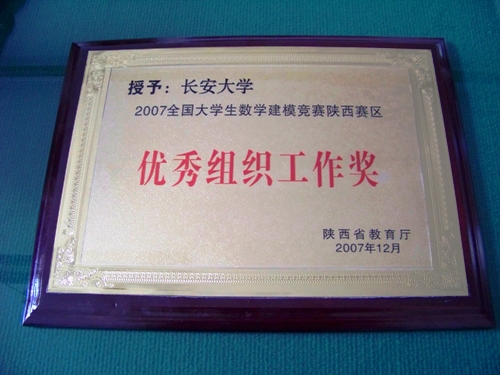 授予：长安大学
2007全国大学生数学建模竞赛陕西赛区
优秀组织工作奖
陕西省教育厅
2007年12月